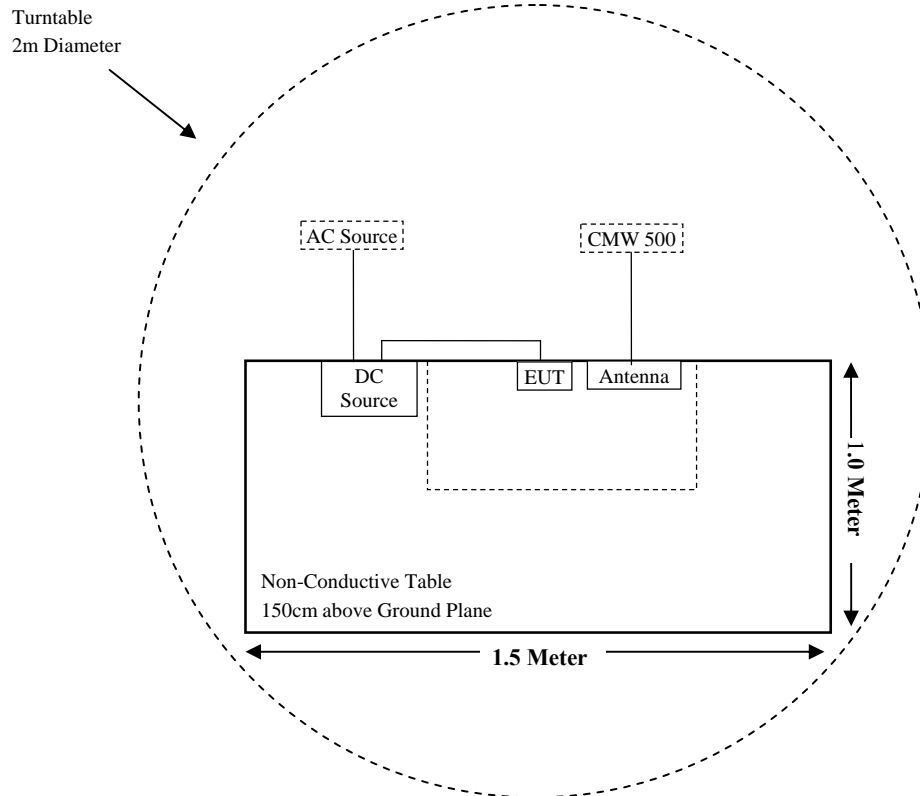 Turntable
2m Diameter
AC Source
CMW 500
DC
Source
EUT
Antenna
1.0 Meter
Non-Conductive Table
150cm above Ground Plane
1.5 Meter